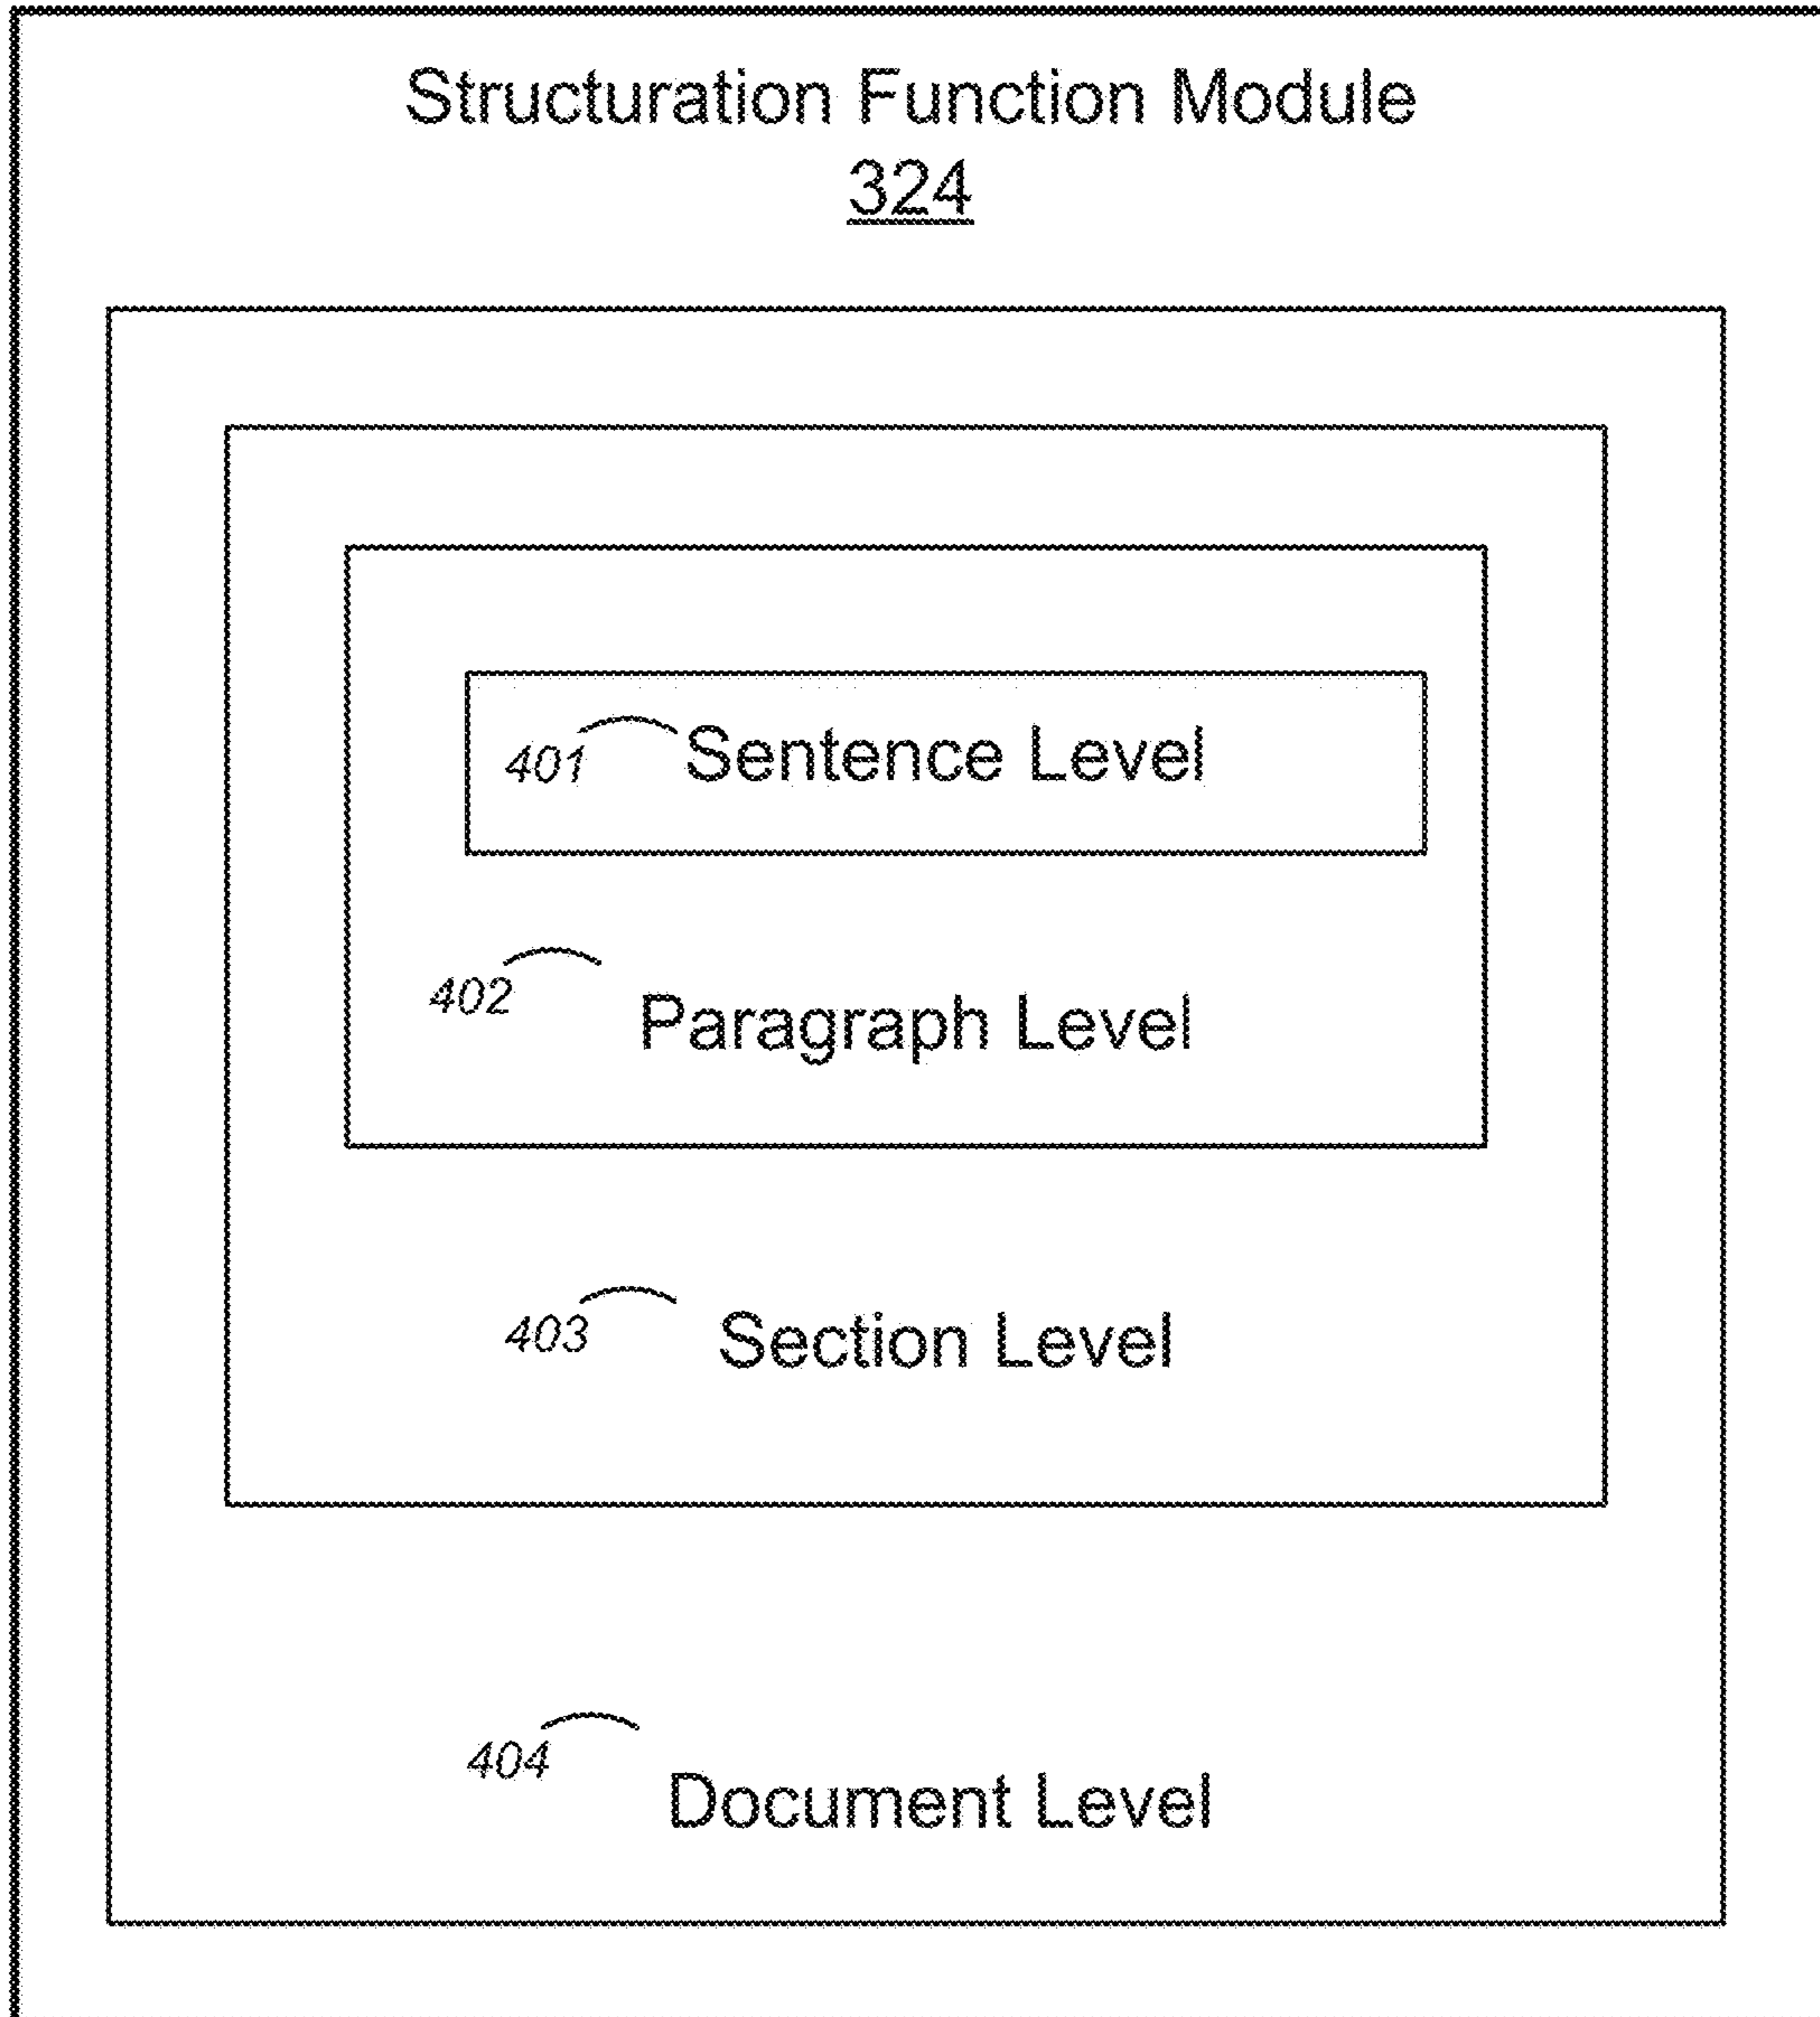 Structuration Function Module
324
401 Sentence Level
402
Paragraph Level
403 Section Level
404
Document Level